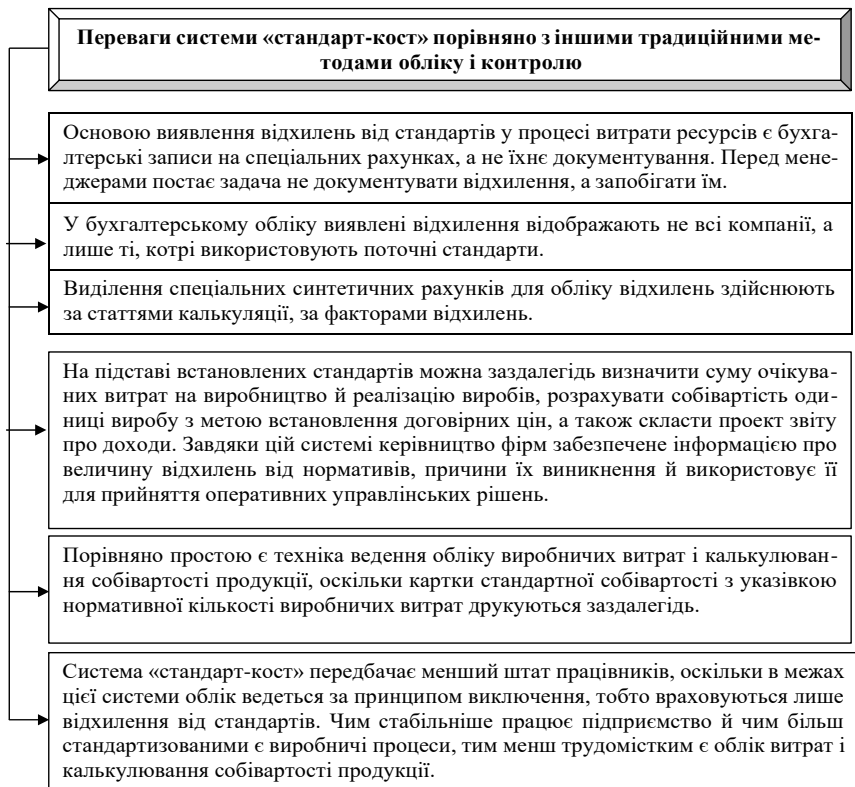 Переваги системи «стандарт-кост» порівняно з іншими традиційними ме-
тодами обліку і контролю
Основою виявлення відхилень від стандартів у процесі витрати ресурсів є бухга-
лтерські записи на спеціальних рахунках, а не їхнє документування. Перед мене-
джерами постає задача не документувати відхилення, а запобігати їм.
У бухгалтерському обліку виявлені відхилення відображають не всі компанії, а
лише ті, котрі використовують поточні стандарти.
Виділення спеціальних синтетичних рахунків для обліку відхилень здійснюють
за статтями калькуляції, за факторами відхилень.
На підставі встановлених стандартів можна заздалегідь визначити суму очікува-
них витрат на виробництво й реалізацію виробів, розрахувати собівартість оди-
ниці виробу з метою встановлення договірних цін, а також скласти проект звіту
про доходи. Завдяки цій системі керівництво фірм забезпечене інформацією про
величину відхилень від нормативів, причини їх виникнення й використовує її
для прийняття оперативних управлінських рішень.
Порівняно простою є техніка ведення обліку виробничих витрат і калькулюван-
ня собівартості продукції, оскільки картки стандартної собівартості з указівкою
нормативної кількості виробничих витрат друкуються заздалегідь.
Система «стандарт-кост» передбачає менший штат працівників, оскільки в межах
цієї системи облік ведеться за принципом виключення, тобто враховуються лише
відхилення від стандартів. Чим стабільніше працює підприємство й чим більш
стандартизованими є виробничі процеси, тим менш трудомістким є облік витрат і
калькулювання собівартості продукції.